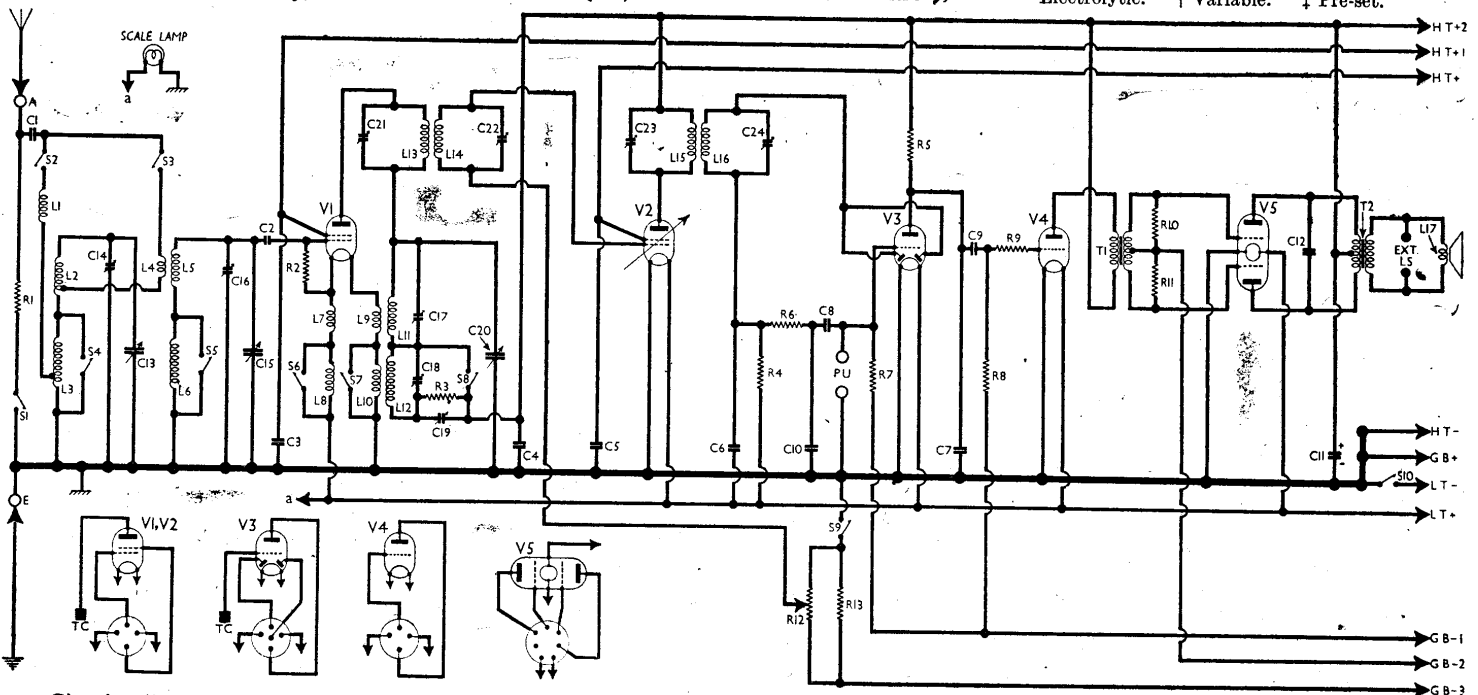 Electrolytic. † Variable. ‡ Pre-set.
SCALE LAMP
a
A
C1
S2
S3
L1
R1
S1
C14
L2
L3
S4
C13
L4
L5
L6
S5
C16
C15
C2
R2
V1
C21
L13
L14
C22
L7
L8
S6
L9
L10
S7
L11
L12
C17
C18
R3
S8
C19
C20
C3
C4
C5
C23
L15
L16
C24
V2
R4
R6
C8
PU
R7
C6
C10
R5
V3
C9
R9
R8
C7
V4
T1
R10
R11
V5
C12
T2
EXT.
LS
L17
C11
+
-
S10
HT+2
HT+1
HT+
HT-
GB+
LT-
LT+
E
a
S9
R12
R13
V1,V2
TC
V3
TC
V4
V5
GB-1
GB-2
GB-3